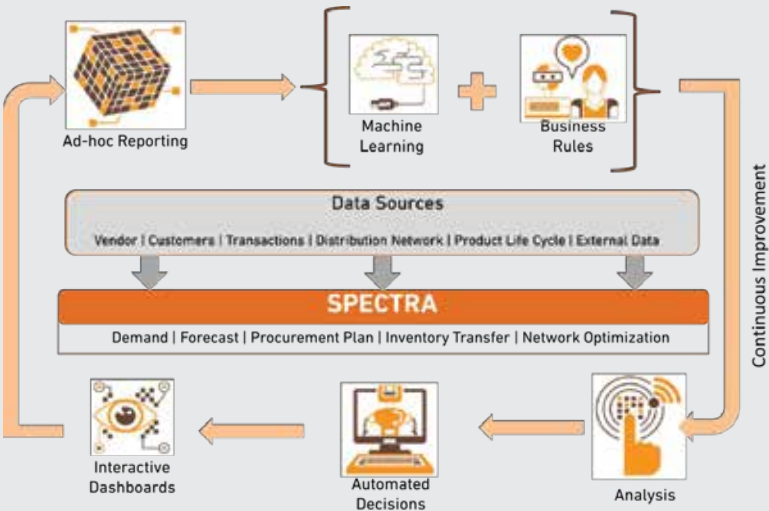 Ad-hoc Reporting
Machine
Learning
Business
Rules
Continuous Improvement
Data Sources
Vendor | Customers | Transactions | Distribution Network | Product Life Cycle | External Data
SPECTRA
Demand | Forecast | Procurement Plan | Inventory Transfer | Network Optimization
Interactive
Dashboards
Automated
Decisions
Analysis